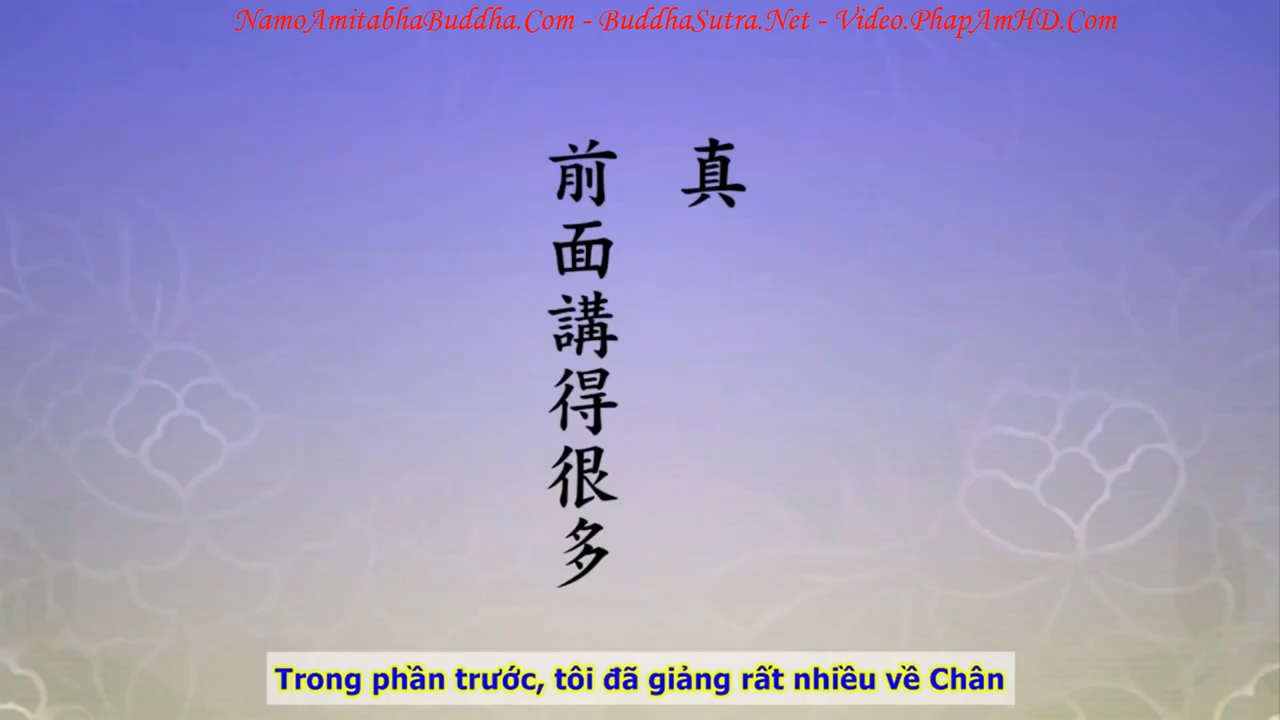 NamoAmitabhaBuddha.Com - BuddhaSutra.Net - Video.PhapAmHD.Com
真
前面講得很多
Trong phần trước, tôi đã giảng rất nhiều về Chân